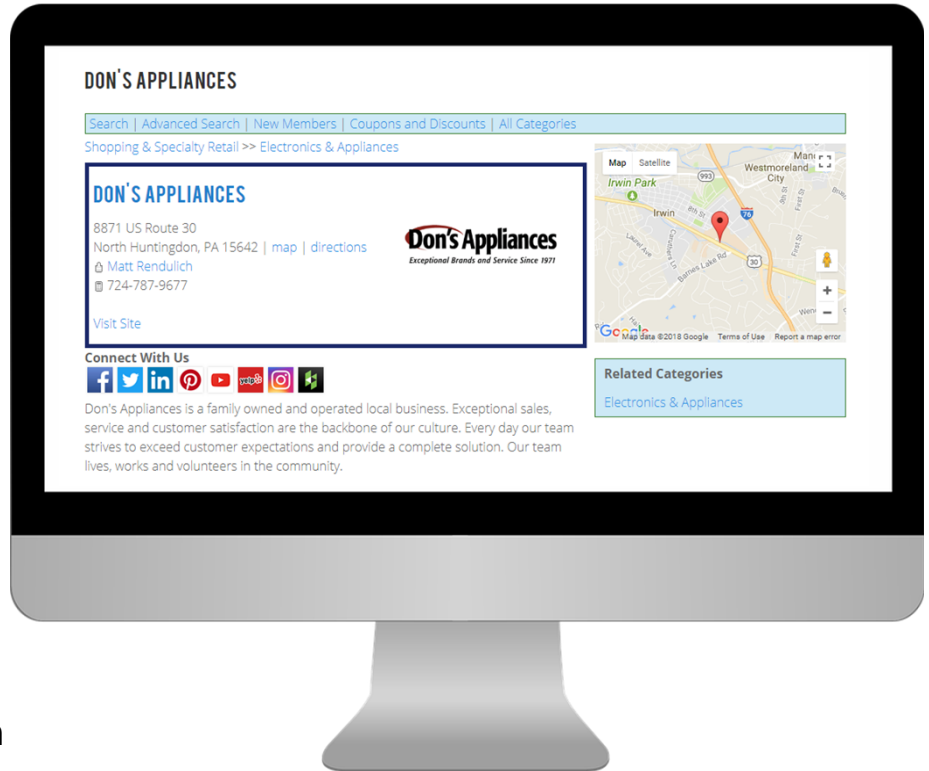 DON'S APPLIANCES
Search | Advanced Search | New Members | Coupons and Discounts | All Categories
Shopping & Specialty Retail >> Electronics & Appliances
DON'S APPLIANCES
8871 US Route 30
North Huntingdon, PA 15642 | map | directions
Matt Rendulich
724-787-9677
Visit Site
Don's Appliances
Exceptional Brands and Service Since 1971
Connect With Us
f in yelp
Don's Appliances is a family owned and operated local business. Exceptional sales,
service and customer satisfaction are the backbone of our culture. Every day our team
strives to exceed customer expectations and provide a complete solution. Our team
lives, works and volunteers in the community.
Map Satellite
Westmoreland
City
993
Irwin Park
Irwin
8th St
76
First St
Barnes Lake Rd
30
Google
Map data ©2018 Google Terms of Use Report a map error
Related Categories
Electronics & Appliances